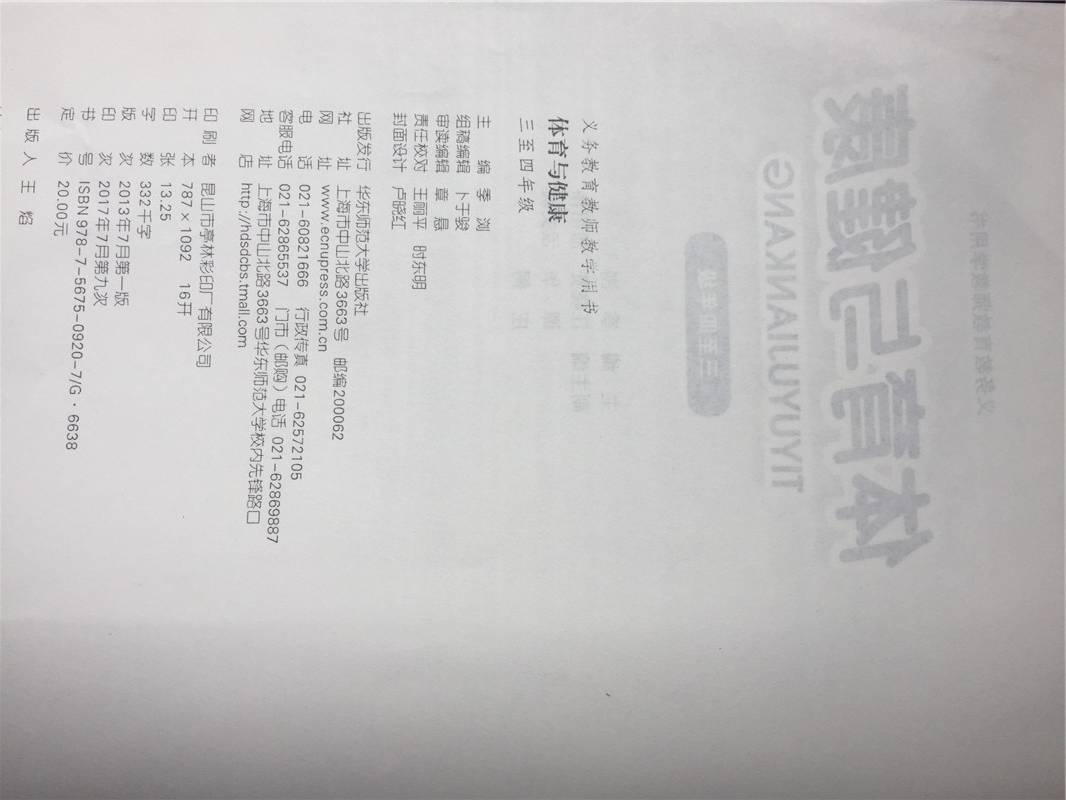 义务教育教师教学用书
体育与健康
三至四年级
主 编 季 浏
组稿编辑 卜于骏
审读编辑 章 悬
责任校对 王丽平 时东明
封面设计 卢晓红
出版发行 华东师范大学出版社
社 址 上海市中山北路3663号 邮编200062
网 址 www.ecnupress.com.cn
电 话 021-60821666 行政传真 021-62572105
客服电话 021-62865537 门市（邮购）电话 021-62869887
地 址 上海市中山北路3663号华东师范大学校内先锋路口
网 店 http://hdsdcbs.tmall.com
印 刷 者 昆山市亭林彩印厂有限公司
开 本 787×1092 16开
印 张 13.25
字 数 332千字
版 次 2013年7月第一版
印 次 2017年7月第九次
书 号 ISBN 978-7-5675-0920-7/G·6638
定 价 20.00元
出 版 人 王 焰